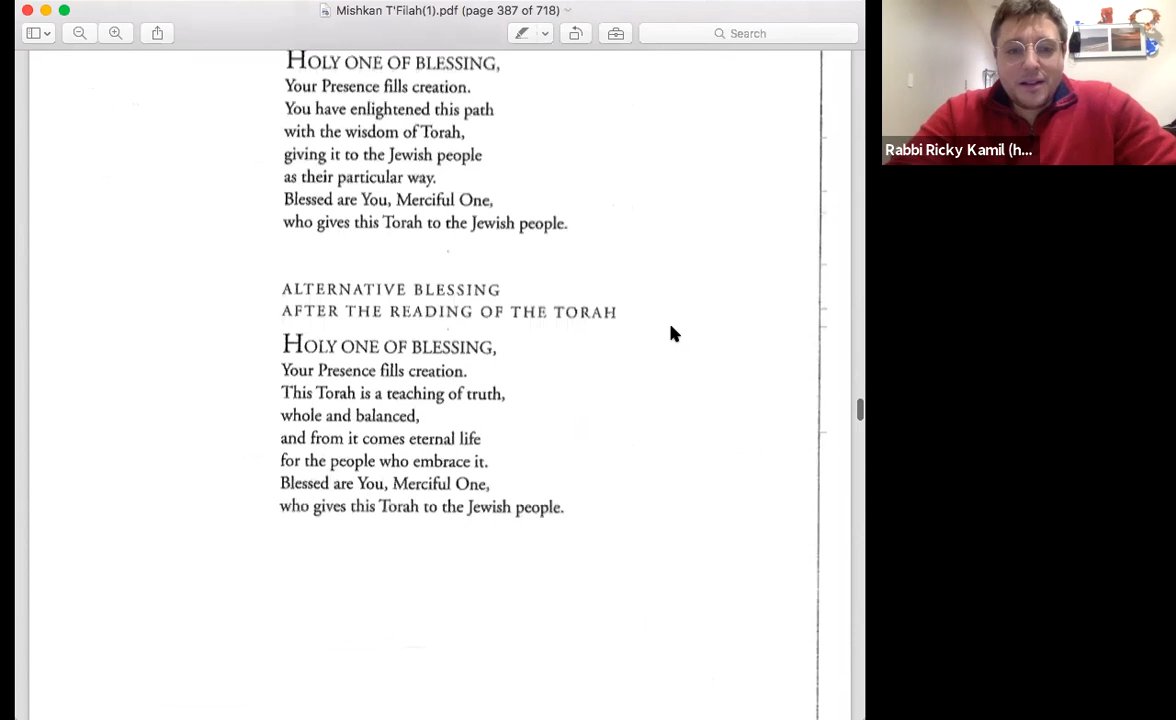 Mishkan T'Filah(1).pdf (page 387 of 718)
Search
HOLY ONE OF BLESSING,
Your Presence fills creation.
You have enlightened this path
with the wisdom of Torah,
giving it to the Jewish people
as their particular way.
Blessed are You, Merciful One,
who gives this Torah to the Jewish people.
ALTERNATIVE BLESSING
AFTER THE READING OF THE TORAH
HOLY ONE OF BLESSING,
Your Presence fills creation.
This Torah is a teaching of truth,
whole and balanced,
and from it comes eternal life
for the people who embrace it.
Blessed are You, Merciful One,
who gives this Torah to the Jewish people.
Rabbi Ricky Kamil (h...